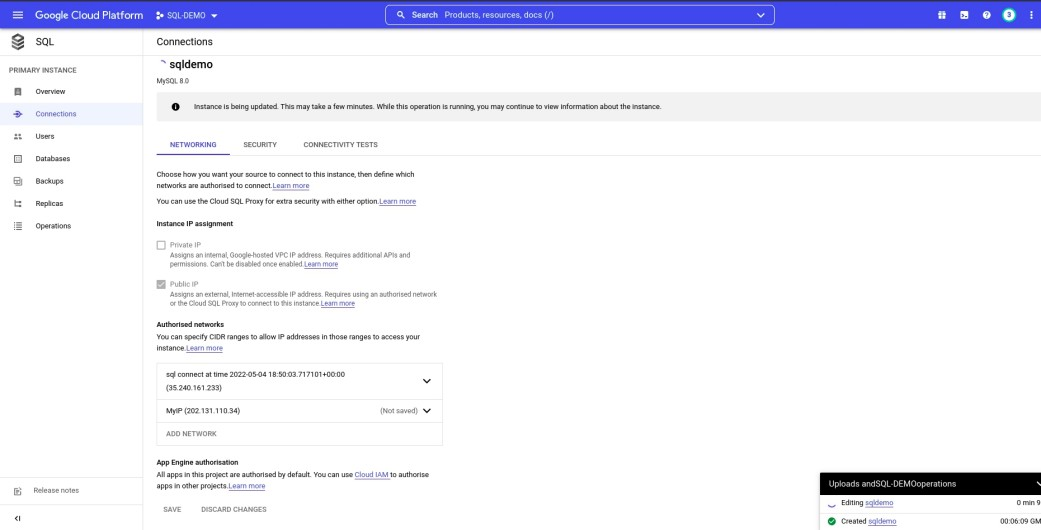 Google Cloud Platform SQL-DEMO Search Products, resources, docs (/) 3
SQL Connections
PRIMARY INSTANCE
Overview
Connections
Users
Databases
Backups
Replicas
Operations
Release notes
sqldemo
MySQL 8.0
Instance is being updated. This may take a few minutes. While this operation is running, you may continue to view information about the instance.
NETWORKING SECURITY CONNECTIVITY TESTS
Choose how you want your source to connect to this instance, then define which
networks are authorised to connect.Learn more
You can use the Cloud SQL Proxy for extra security with either option.Learn more
Instance IP assignment
Private IP
Assigns an internal, Google-hosted VPC IP address. Requires additional APIs and
permissions. Can't be disabled once enabled.Learn more
Public IP
Assigns an external, Internet-accessible IP address. Requires using an authorised network
or the Cloud SQL Proxy to connect to this instance.Learn more
Authorised networks
You can specify CIDR ranges to allow IP addresses in those ranges to access your
instance.Learn more
sql connect at time 2022-05-04 18:50:03.717101+00:00
(35.240.161.233)
MyIP (202.131.110.34) (Not saved)
ADD NETWORK
App Engine authorisation
All apps in this project are authorised by default. You can use Cloud IAM to authorise
apps in other projects.Learn more
SAVE DISCARD CHANGES
Uploads andSQL-DEMOoperations
Editing sqldemo 0 min 9
Created sqldemo 00:06:09 GM